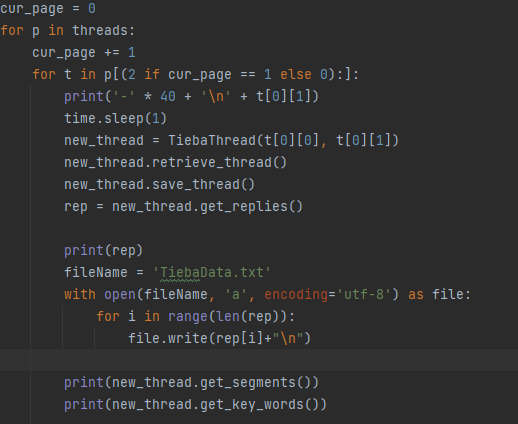 cur_page = 0
for p in threads:
    cur_page += 1
    for t in p[(2 if cur_page == 1 else 0):]:
        print('-' * 40 + '\n' + t[0][1])
        time.sleep(1)
        new_thread = TiebaThread(t[0][0], t[0][1])
        new_thread.retrieve_thread()
        new_thread.save_thread()
        rep = new_thread.get_replies()
        print(rep)
        fileName = 'TiebaData.txt'
        with open(fileName, 'a', encoding='utf-8') as file:
            for i in range(len(rep)):
                file.write(rep[i]+"\n")
        print(new_thread.get_segments())
        print(new_thread.get_key_words())